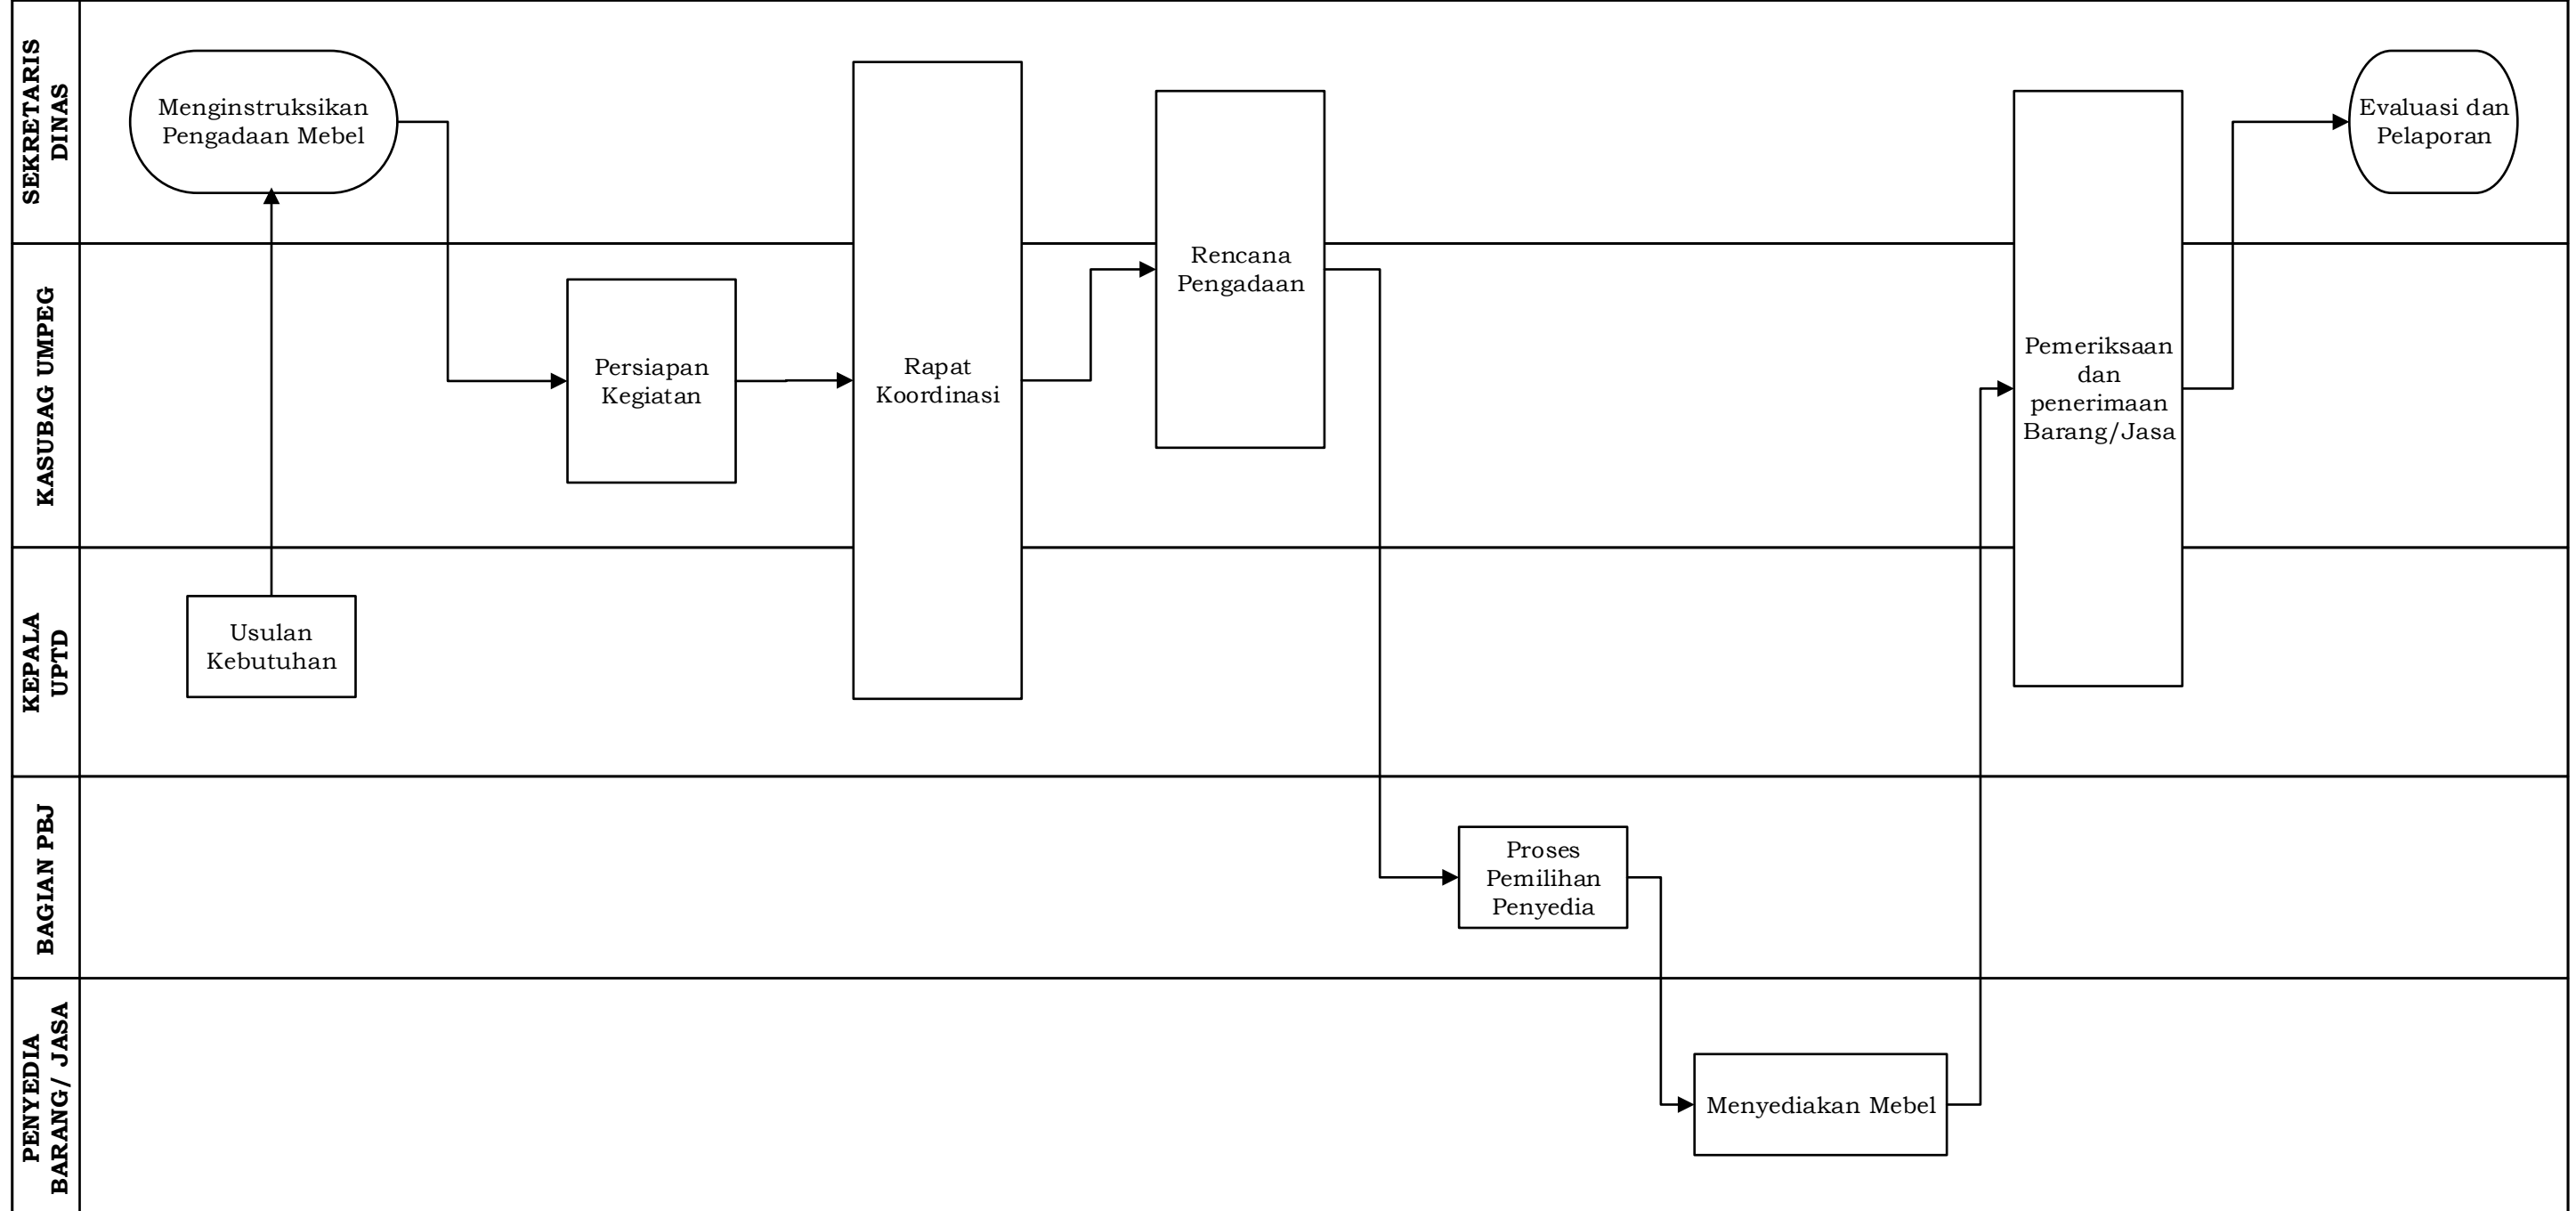 SEKRETARIS
DINAS
Menginstruksikan
Pengadaan Mebel
Evaluasi dan
Pelaporan
KASUBAG UMPEG
Persiapan
Kegiatan
Rapat
Koordinasi
Rencana
Pengadaan
Pemeriksaan
dan
penerimaan
Barang/Jasa
KEPALA
UPTD
Usulan
Kebutuhan
BAGIAN PBJ
Proses
Pemilihan
Penyedia
PENYEDIA
BARANG/ JASA
Menyediakan Mebel